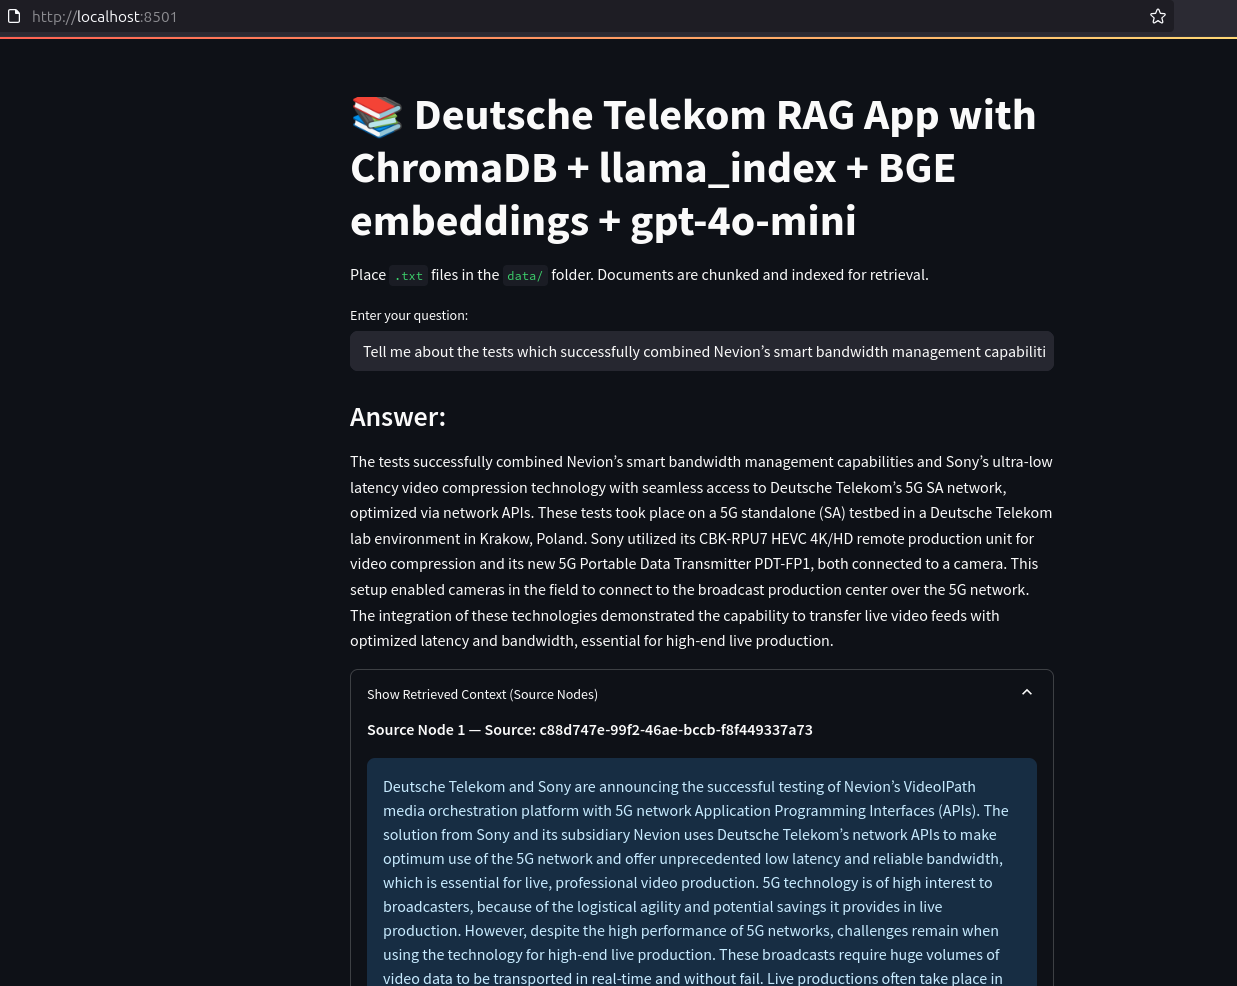 http://localhost:8501
📚 Deutsche Telekom RAG App with
ChromaDB + llama_index + BGE
embeddings + gpt-4o-mini
Place .txt files in the data/ folder. Documents are chunked and indexed for retrieval.
Enter your question:
Tell me about the tests which successfully combined Nevion’s smart bandwidth management capabiliti
Answer:
The tests successfully combined Nevion’s smart bandwidth management capabilities and Sony’s ultra-low
latency video compression technology with seamless access to Deutsche Telekom’s 5G SA network,
optimized via network APIs. These tests took place on a 5G standalone (SA) testbed in a Deutsche Telekom
lab environment in Krakow, Poland. Sony utilized its CBK-RPU7 HEVC 4K/HD remote production unit for
video compression and its new 5G Portable Data Transmitter PDT-FP1, both connected to a camera. This
setup enabled cameras in the field to connect to the broadcast production center over the 5G network.
The integration of these technologies demonstrated the capability to transfer live video feeds with
optimized latency and bandwidth, essential for high-end live production.
Show Retrieved Context (Source Nodes)
Source Node 1 — Source: c88d747e-99f2-46ae-bccb-f8f449337a73
Deutsche Telekom and Sony are announcing the successful testing of Nevion’s VideoIPath
media orchestration platform with 5G network Application Programming Interfaces (APIs). The
solution from Sony and its subsidiary Nevion uses Deutsche Telekom’s network APIs to make
optimum use of the 5G network and offer unprecedented low latency and reliable bandwidth,
which is essential for live, professional video production. 5G technology is of high interest to
broadcasters, because of the logistical agility and potential savings it provides in live
production. However, despite the high performance of 5G networks, challenges remain when
using the technology for high-end live production. These broadcasts require huge volumes of
video data to be transported in real-time and without fail. Live productions often take place in